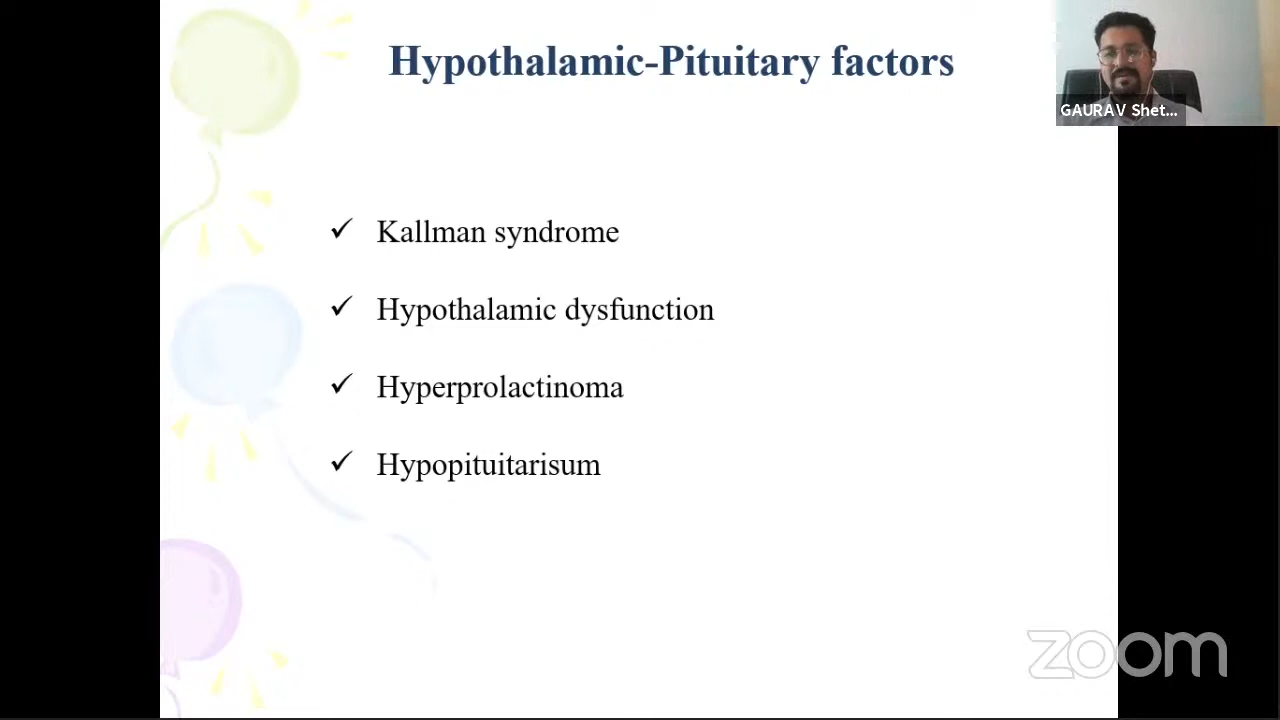 Hypothalamic-Pituitary factors
GAURAV Shet...
Kallman syndrome
Hypothalamic dysfunction
Hyperprolactinoma
Hypopituitarisum
zoom